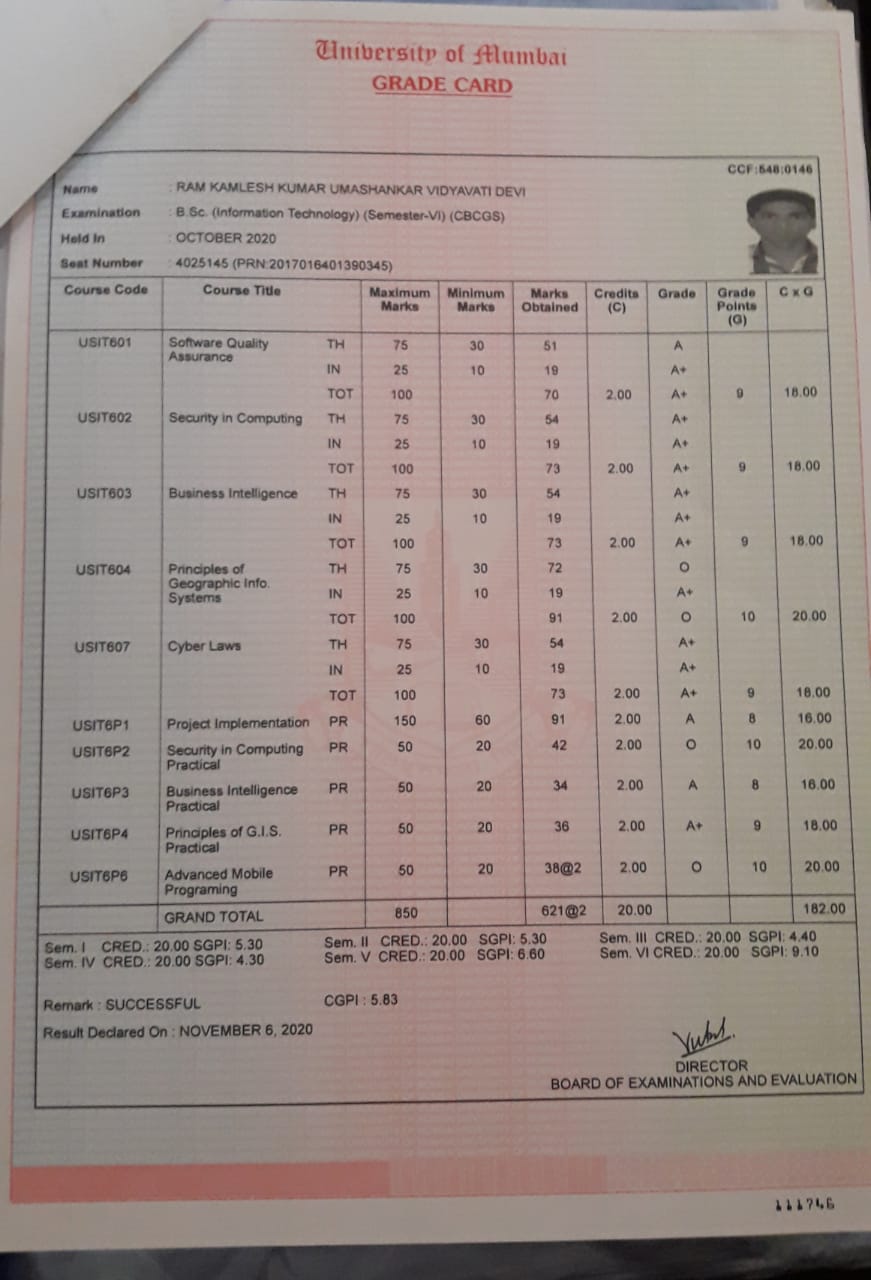 University of Mumbai
GRADE CARD
CCF:548:0146
Name : RAM KAMLESH KUMAR UMASHANKAR VIDYAVATI DEVI
Examination : B.Sc. (Information Technology) (Semester-VI) (CBCGS)
Held In : OCTOBER 2020
Seat Number : 4025145 (PRN:2017016401390345)
Course Code Course Title Maximum Marks Minimum Marks Marks Obtained Credits (C) Grade Grade Points (G) C x G
USIT601 Software Quality Assurance TH 75 30 51 A
IN 25 10 19 A+
TOT 100 70 2.00 A+ 9 18.00
USIT602 Security in Computing TH 75 30 54 A+
IN 25 10 19 A+
TOT 100 73 2.00 A+ 9 18.00
USIT603 Business Intelligence TH 75 30 54 A+
IN 25 10 19 A+
TOT 100 73 2.00 A+ 9 18.00
USIT604 Principles of Geographic Info. Systems TH 75 30 72 O
IN 25 10 19 A+
TOT 100 91 2.00 O 10 20.00
USIT607 Cyber Laws TH 75 30 54 A+
IN 25 10 19 A+
TOT 100 73 2.00 A+ 9 18.00
USIT6P1 Project Implementation PR 150 60 91 2.00 A 8 16.00
USIT6P2 Security in Computing Practical PR 50 20 42 2.00 O 10 20.00
USIT6P3 Business Intelligence Practical PR 50 20 34 2.00 A 8 16.00
USIT6P4 Principles of G.I.S. Practical PR 50 20 36 2.00 A+ 9 18.00
USIT6P6 Advanced Mobile Programing PR 50 20 38@2 2.00 O 10 20.00
GRAND TOTAL 850 621@2 20.00 182.00
Sem. I CRED.: 20.00 SGPI: 5.30 Sem. II CRED.: 20.00 SGPI: 5.30 Sem. III CRED.: 20.00 SGPI: 4.40
Sem. IV CRED.: 20.00 SGPI: 4.30 Sem. V CRED.: 20.00 SGPI: 6.60 Sem. VI CRED.: 20.00 SGPI: 9.10
Remark : SUCCESSFUL CGPI : 5.83
Result Declared On : NOVEMBER 6, 2020
DIRECTOR
BOARD OF EXAMINATIONS AND EVALUATION
111746